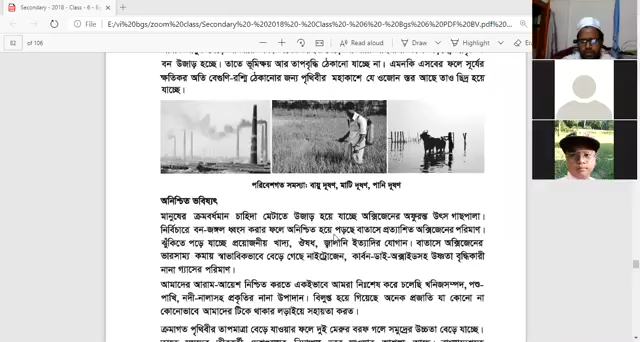 Secondary - 2018 - Class - 6 - B
File
E:/vi%20bgs/zoom%20class/Secondary%20-%202018%20-%20Class%20-%206%20-%20Bgs%206%20PDF%20BV.pdf%20...
82 of 106
Read aloud
Draw
Highlight
বন উজাড় হচ্ছে। তাতে ভূমিক্ষয় আর তাপবৃদ্ধি ঠেকানো যাচ্ছে না। এমনকি এসবের ফলে সূর্যের
ক্ষতিকর অতি বেগুণি-রশ্মি ঠেকানোর জন্য পৃথিবীর মহাকাশে যে ওজোন স্তর আছে তাও ছিদ্র হয়ে
যাচ্ছে।
পরিবেশগত সমস্যা: বায়ু দূষণ, মাটি দূষণ, পানি দূষণ
অনিশ্চিত ভবিষ্যৎ
মানুষের ক্রমবর্ধমান চাহিদা মেটাতে উজাড় হয়ে যাচ্ছে অক্সিজেনের অফুরন্ত উৎস গাছপালা।
নির্বিচারে বন-জঙ্গল ধ্বংস করার ফলে অনিশ্চিত হয়ে পড়ছে বাতাসে প্রত্যাশিত অক্সিজেনের পরিমাণ।
ঝুঁকিতে পড়ে যাচ্ছে প্রয়োজনীয় খাদ্য, ঔষধ, জ্বালানি ইত্যাদির যোগান। বাতাসে অক্সিজেনের
ভারসাম্য কমায় স্বাভাবিকভাবে বেড়ে গেছে নাইট্রোজেন, কার্বন-ডাই-অক্সাইডসহ উষ্ণতা বৃদ্ধিকারী
নানা গ্যাসের পরিমাণ।
আমাদের আরাম-আয়েশ নিশ্চিত করতে একইভাবে আমরা নিঃশেষ করে চলেছি খনিজসম্পদ, পশু-
পাখি, নদী-নালাসহ প্রকৃতির নানা উপাদান। বিলুপ্ত হয়ে গিয়েছে অনেক প্রজাতি যা কোনো না
কোনোভাবে আমাদের টিকে থাকার লড়াইয়ে সহায়তা করত।
ক্রমাগত পৃথিবীর তাপমাত্রা বেড়ে যাওয়ার ফলে দুই মেরুর বরফ গলে সমুদ্রের উচ্চতা বেড়ে যাচ্ছে।